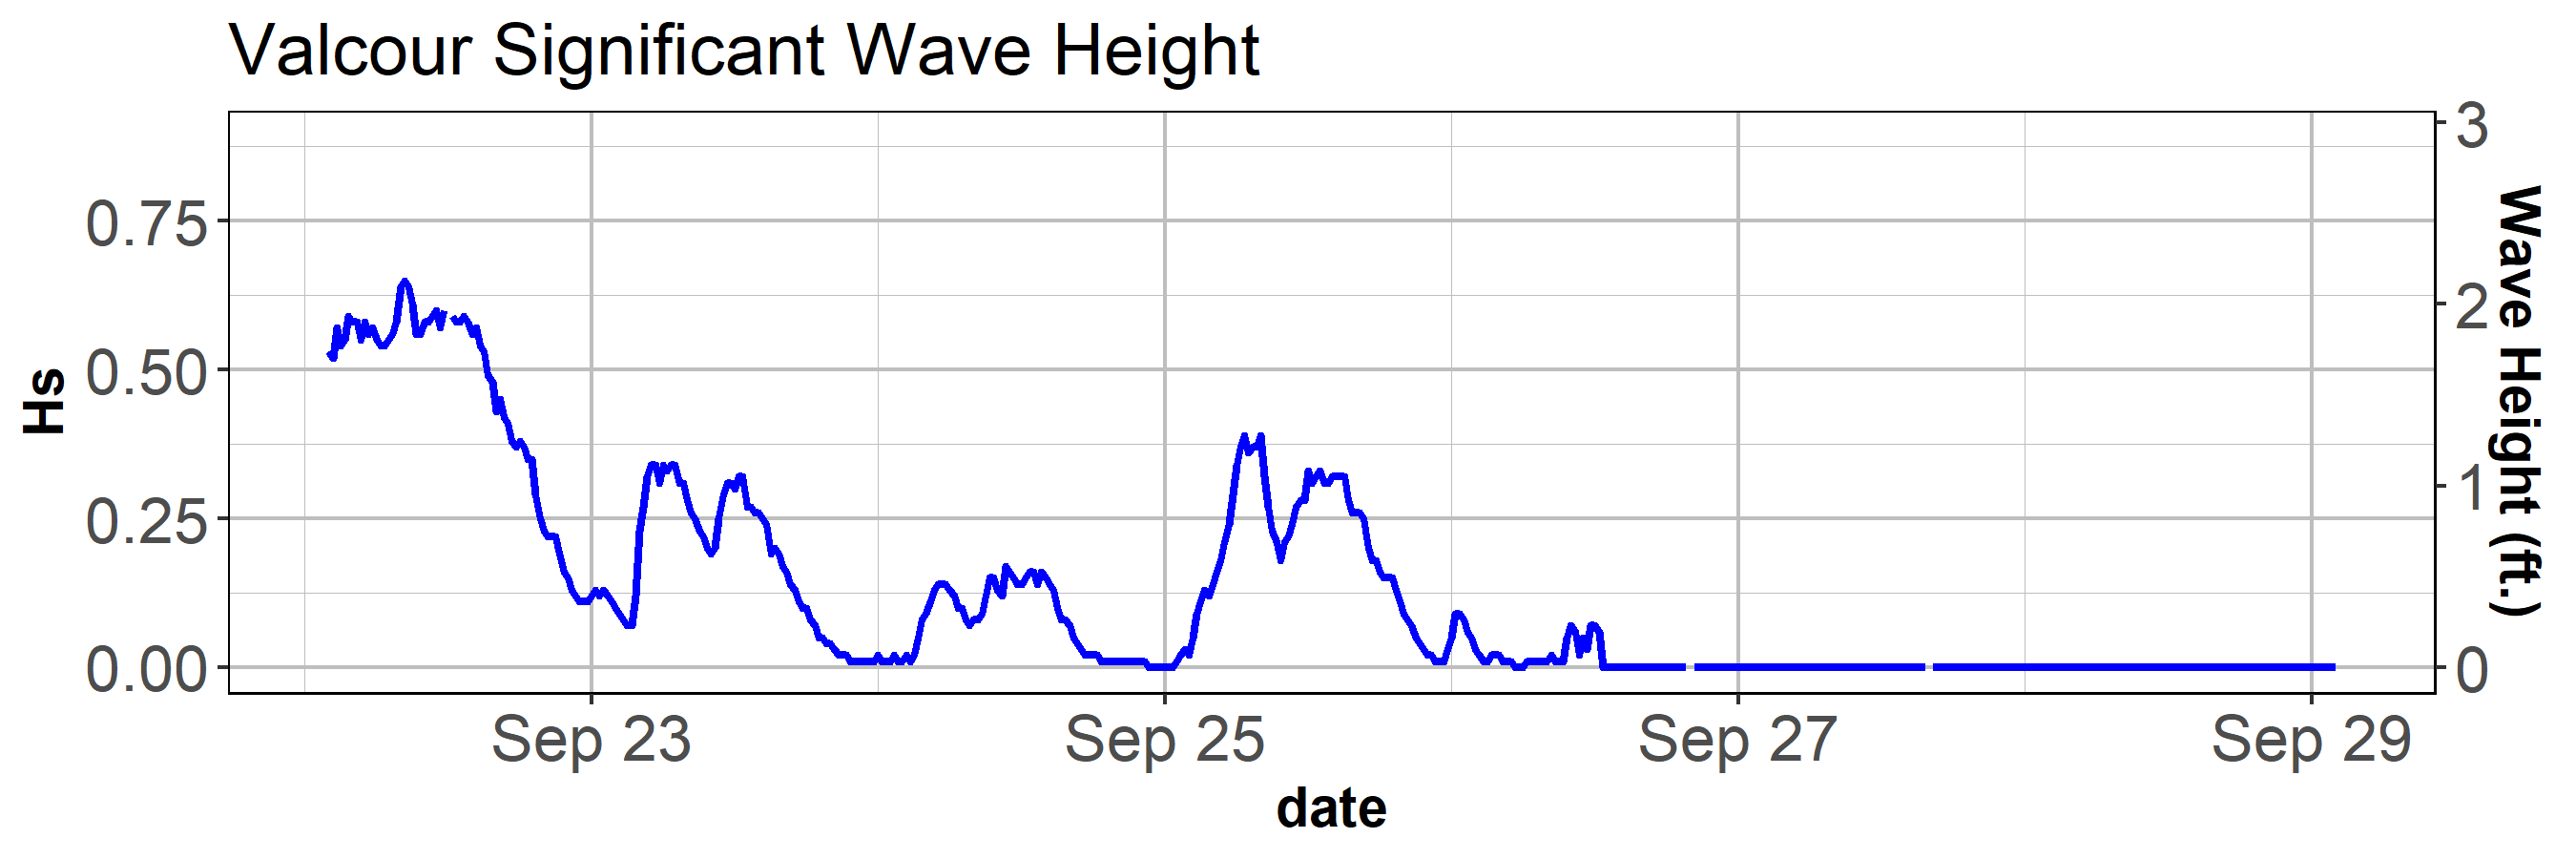 Valcour Significant Wave Height
Hs
0.75
0.50
0.25
0.00
3
2
1
0
Wave Height (ft.)
Sep 23
Sep 25
Sep 27
Sep 29
date